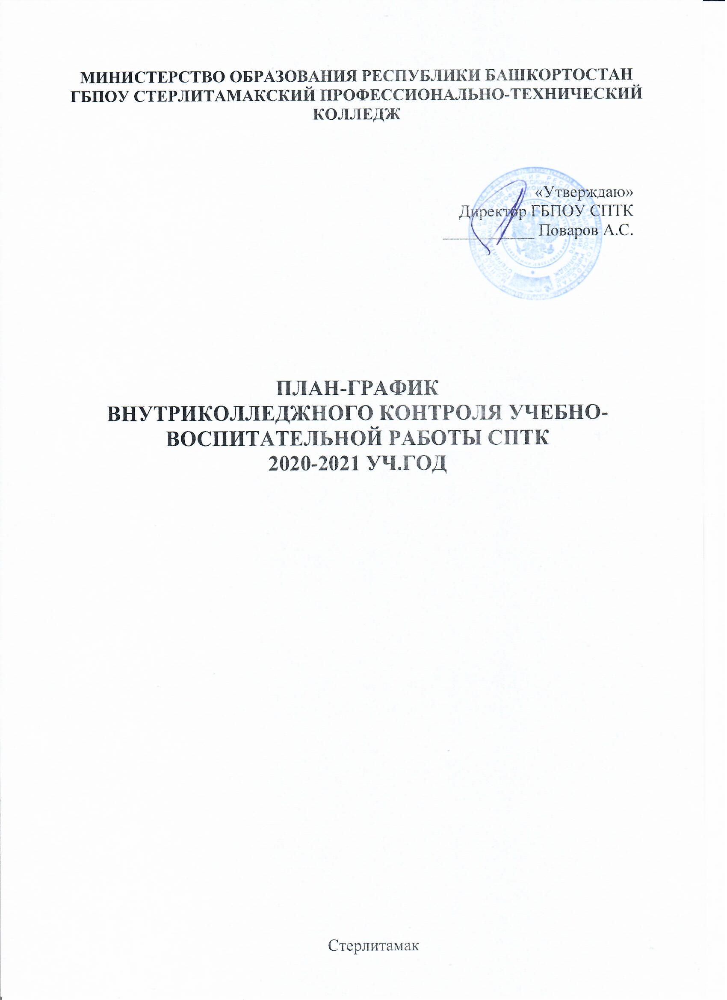 МИНИСТЕРСТВО ОБРАЗОВАНИЯ РЕСПУБЛИКИ БАШКОРТОСТАН
ГБПОУ СТЕРЛИТАМАКСКИЙ ПРОФЕССИОНАЛЬНО-ТЕХНИЧЕСКИЙ
КОЛЛЕДЖ
«Утверждаю»
Директор ГБПОУ СПТК
___________ Поваров А.С.
ПЛАН-ГРАФИК
ВНУТРИКОЛЛЕДЖНОГО КОНТРОЛЯ УЧЕБНО-
ВОСПИТАТЕЛЬНОЙ РАБОТЫ СПТК
2020-2021 УЧ.ГОД
Стерлитамак